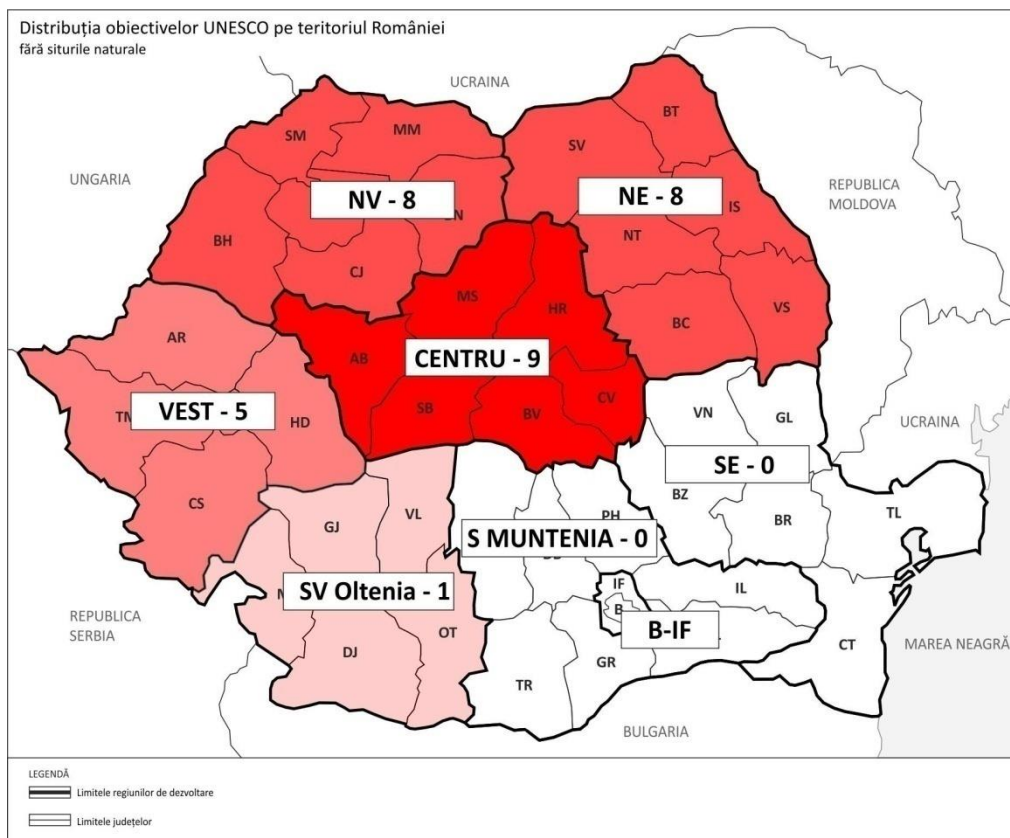 Distribuția obiectivelor UNESCO pe teritoriul României
fără siturile naturale
UCRAINA
UNGARIA
REPUBLICA
MOLDOVA
SM
MM
BT
SV
NV - 8
NE - 8
IS
BH
NT
CJ
MS
HR
BC
VS
AR
AB
CENTRU - 9
VEST - 5
SB
BV
CV
HD
VN
GL
UCRAINA
SE - 0
CS
BZ
GJ
VL
PH
BR
TL
S MUNTENIA - 0
SV Oltenia - 1
IF
B
IL
B-IF
REPUBLICA
SERBIA
OT
DJ
GR
CT
MAREA NEAGRĂ
TR
BULGARIA
LEGENDĂ
Limitele regiunilor de dezvoltare
Limitele județelor